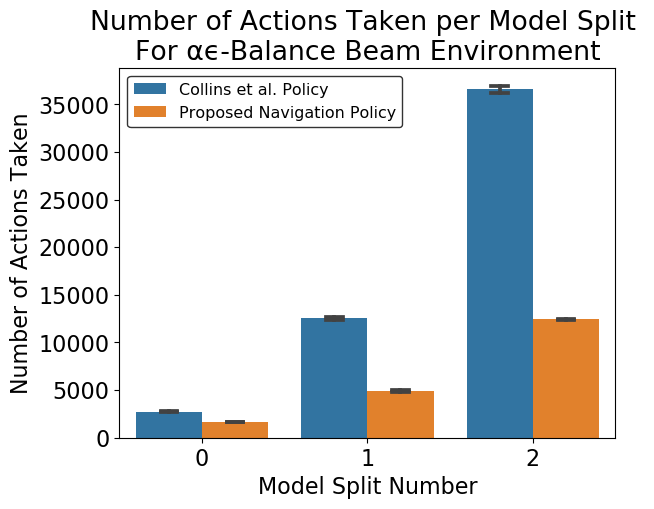 Number of Actions Taken per Model Split
For αϵ-Balance Beam Environment
Collins et al. Policy
Proposed Navigation Policy
Number of Actions Taken
35000
30000
25000
20000
15000
10000
5000
0
0 1 2
Model Split Number